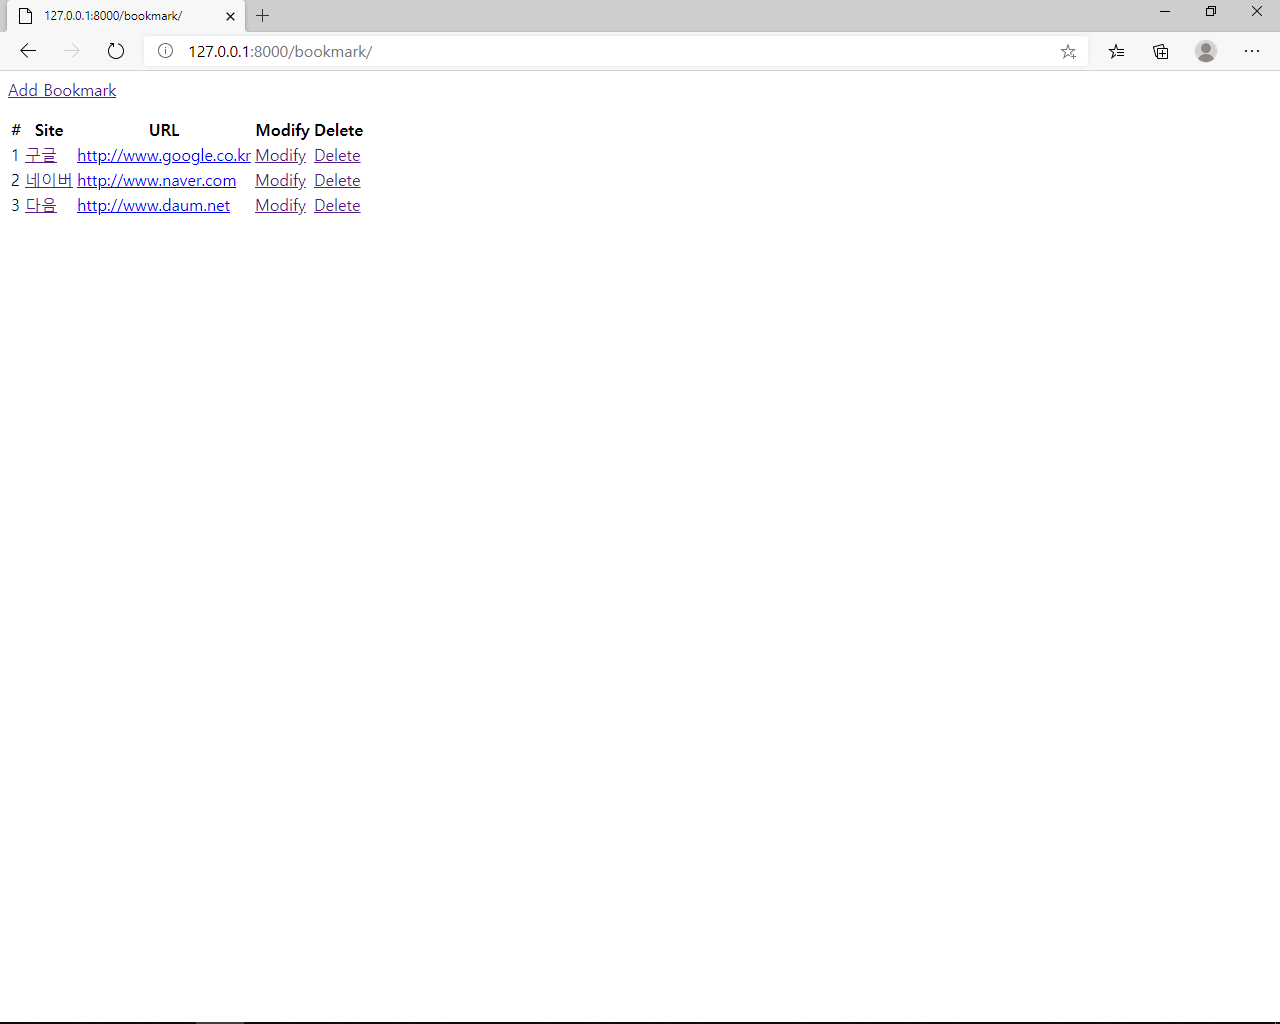 127.0.0.1:8000/bookmark/
127.0.0.1:8000/bookmark/
Add Bookmark
# Site URL Modify Delete
1 구글 http://www.google.co.kr Modify Delete
2 네이버 http://www.naver.com Modify Delete
3 다음 http://www.daum.net Modify Delete